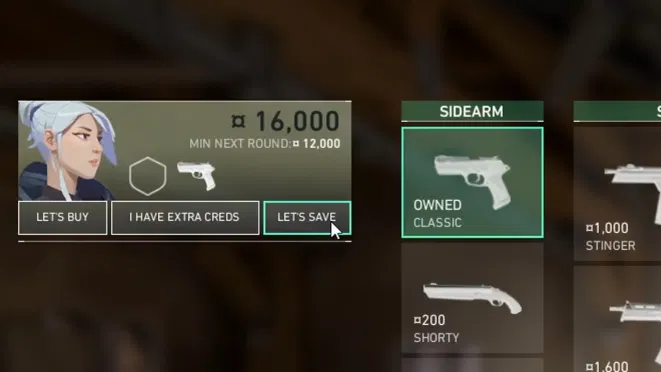 ¤ 16,000
MIN NEXT ROUND:¤ 12,000
LET'S BUY
I HAVE EXTRA CREDS
LET'S SAVE
SIDEARM
OWNED
CLASSIC
¤200
SHORTY
S
¤1,000
STINGER
¤1,600